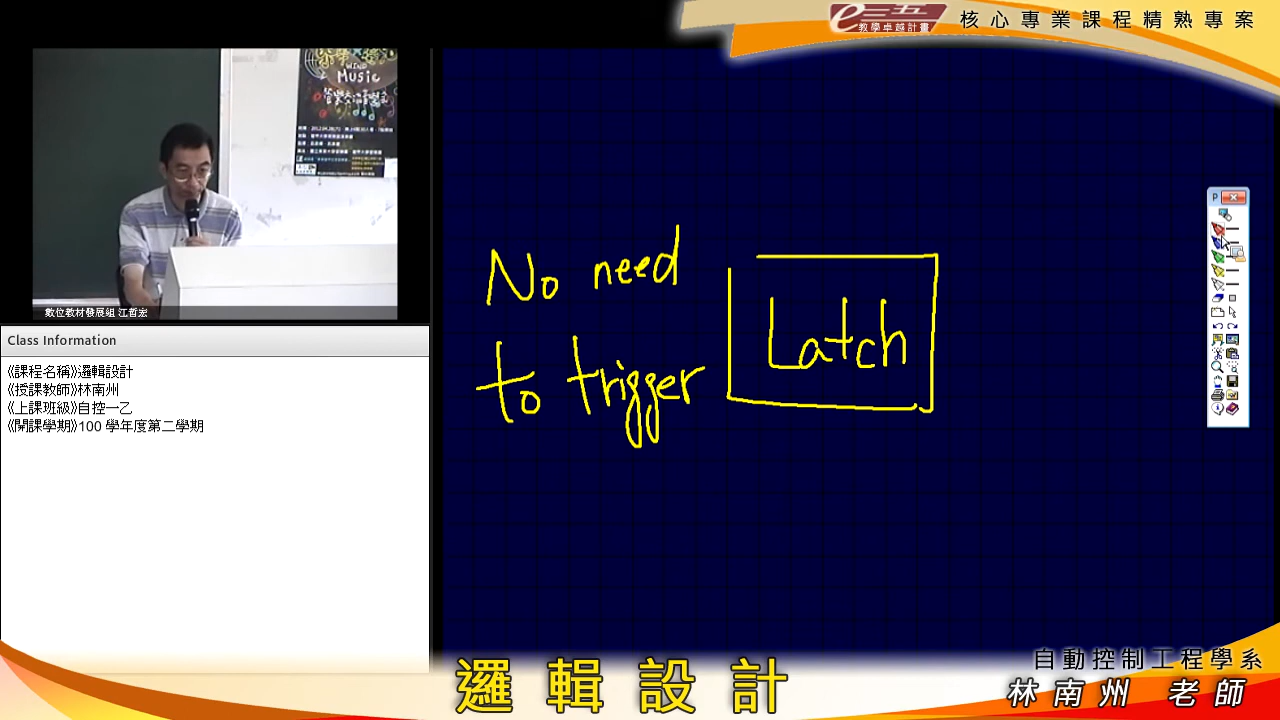 e三五
教學卓越計畫
核心專業課程精熟專案
Music
數位教材發展組 江哲宏
Class Information
《課程名稱》邏輯設計
《授課教師》林南州
《上課班級》自控一乙
《開課學期》100 學年度第二學期
No need
to trigger
Latch
P
邏輯設計
自動控制工程學系
林南州 老師